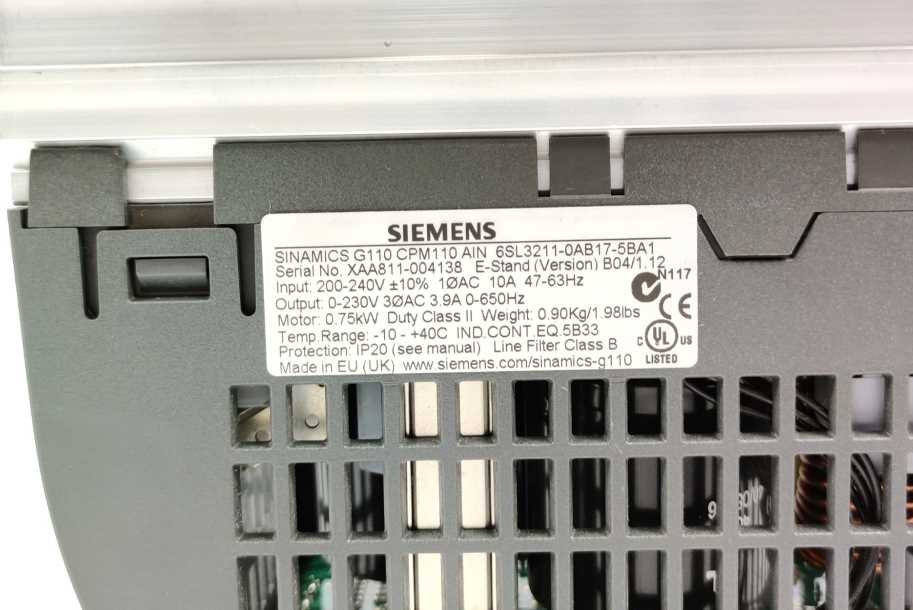 SIEMENS
SINAMICS G110 CPM110 AIN 6SL3211-0AB17-5BA1
Serial No. XAA811-004138 E-Stand (Version) B04/1.12
Input: 200-240V ±10% 1ØAC 10A 47-63Hz
N117
Output: 0-230V 3ØAC 3.9A 0-650Hz
CE
Motor: 0.75kW Duty Class II Weight: 0.90Kg/1.98lbs
Temp.Range: -10 - +40C IND.CONT.EQ.5B33
C UL US
Protection: IP20 (see manual) Line Filter Class B
LISTED
Made in EU (UK) www.siemens.com/sinamics-g110